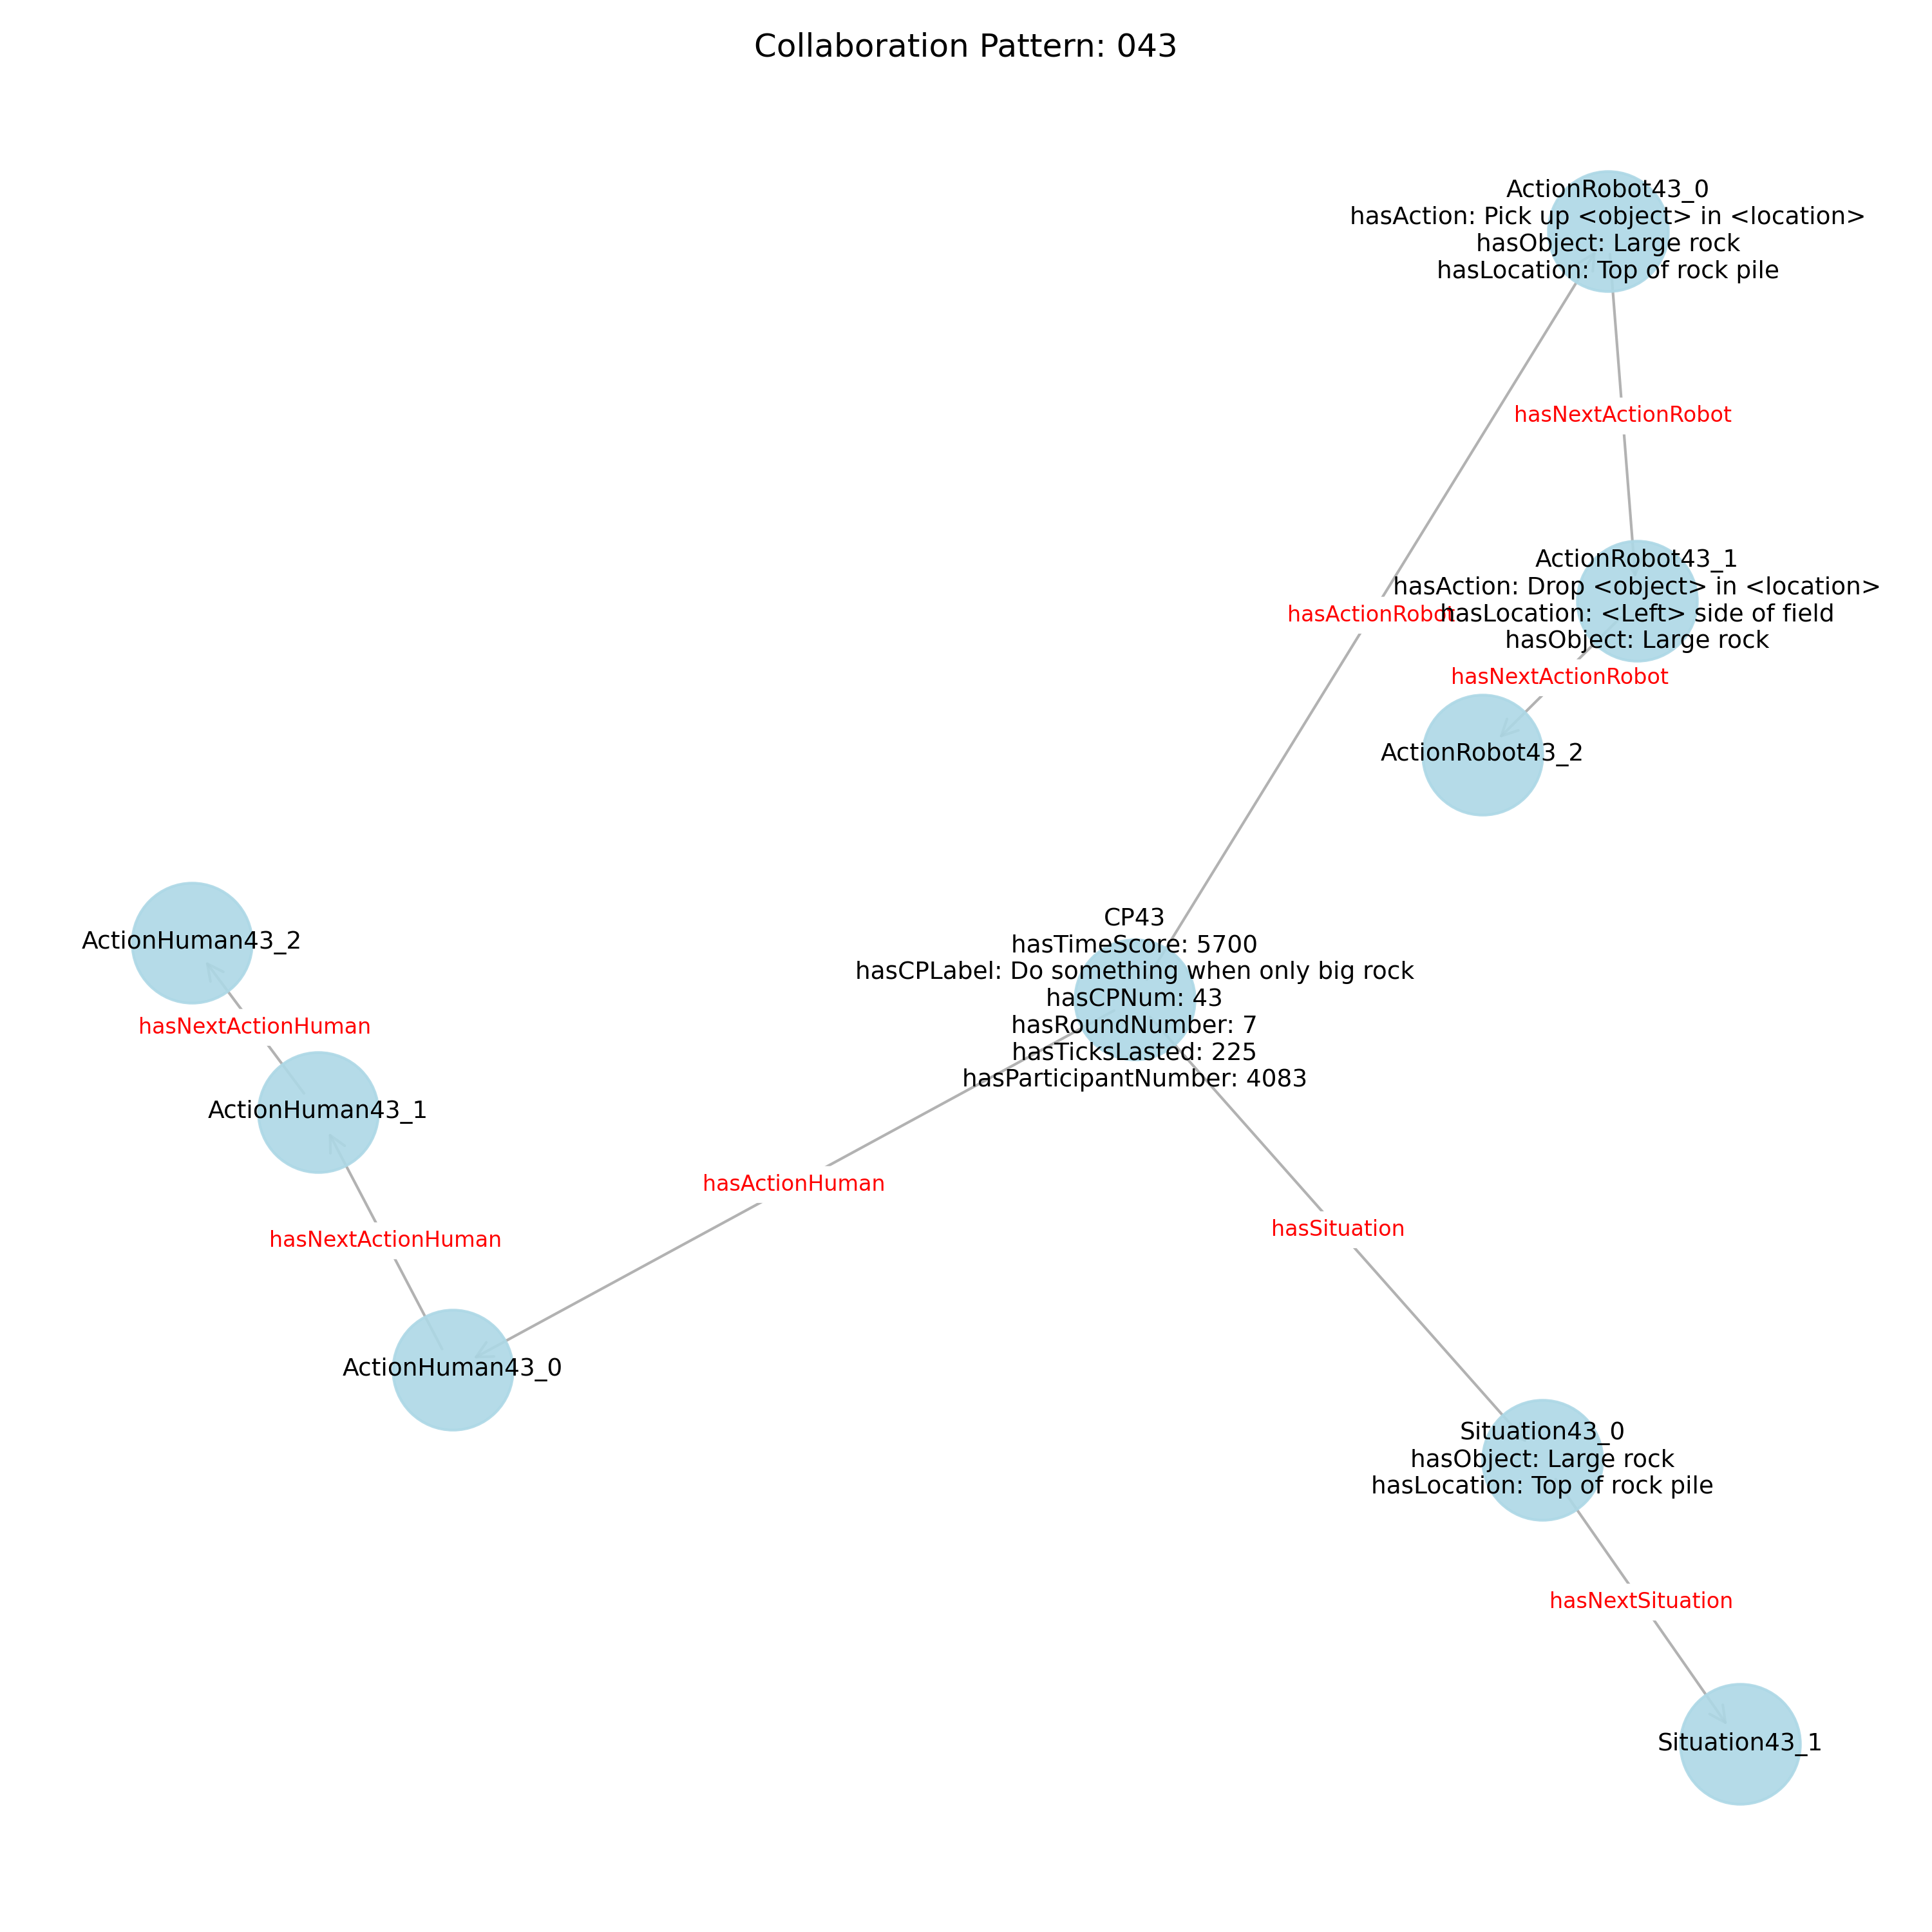 Collaboration Pattern: 043
ActionRobot43_0
hasAction: Pick up <object> in <location>
hasObject: Large rock
hasLocation: Top of rock pile
hasNextActionRobot
ActionRobot43_1
hasAction: Drop <object> in <location>
hasLocation: <Left> side of field
hasObject: Large rock
hasActionRobot
hasNextActionRobot
ActionRobot43_2
CP43
hasTimeScore: 5700
hasCPLabel: Do something when only big rock
hasCPNum: 43
hasRoundNumber: 7
hasTicksLasted: 225
hasParticipantNumber: 4083
ActionHuman43_2
hasNextActionHuman
ActionHuman43_1
hasActionHuman
hasNextActionHuman
ActionHuman43_0
hasSituation
Situation43_0
hasObject: Large rock
hasLocation: Top of rock pile
hasNextSituation
Situation43_1